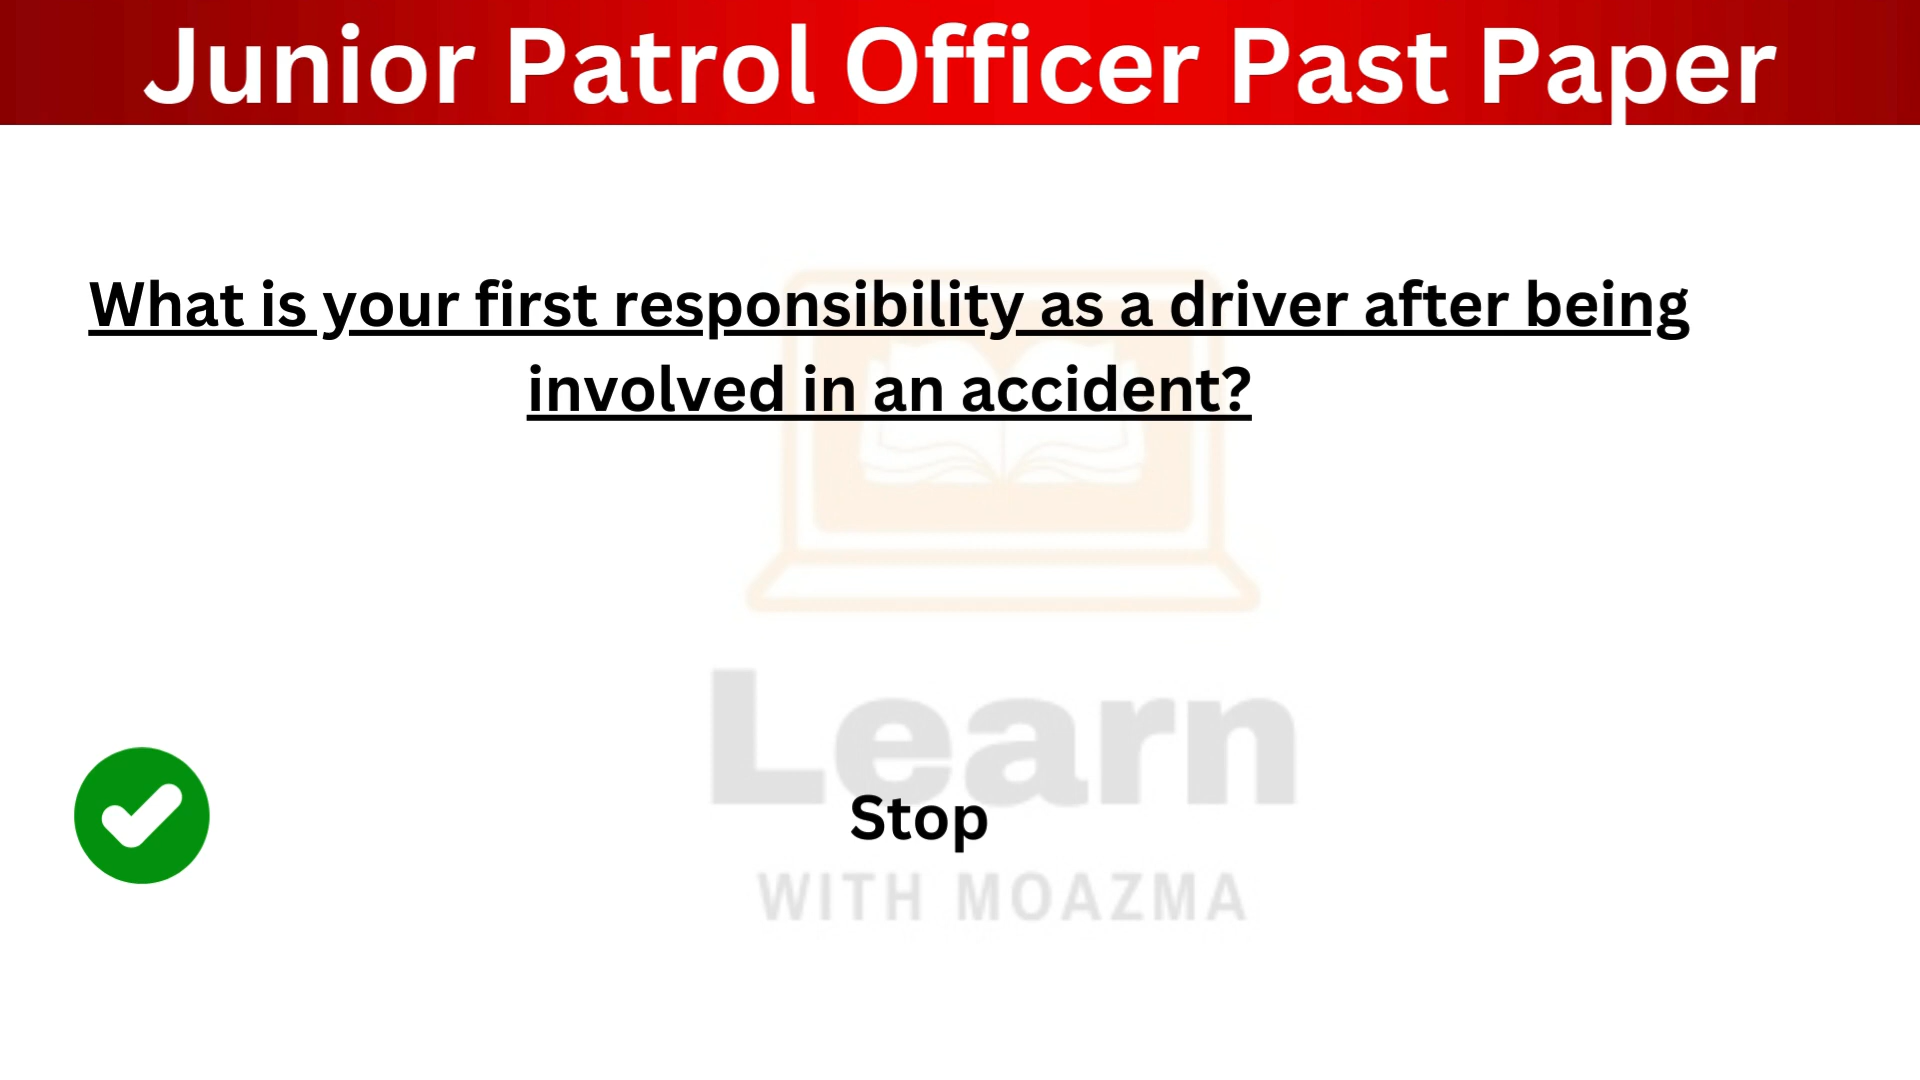 Junior Patrol Officer Past Paper
What is your first responsibility as a driver after being
involved in an accident?
Learn
Stop
WITH MOAZMA